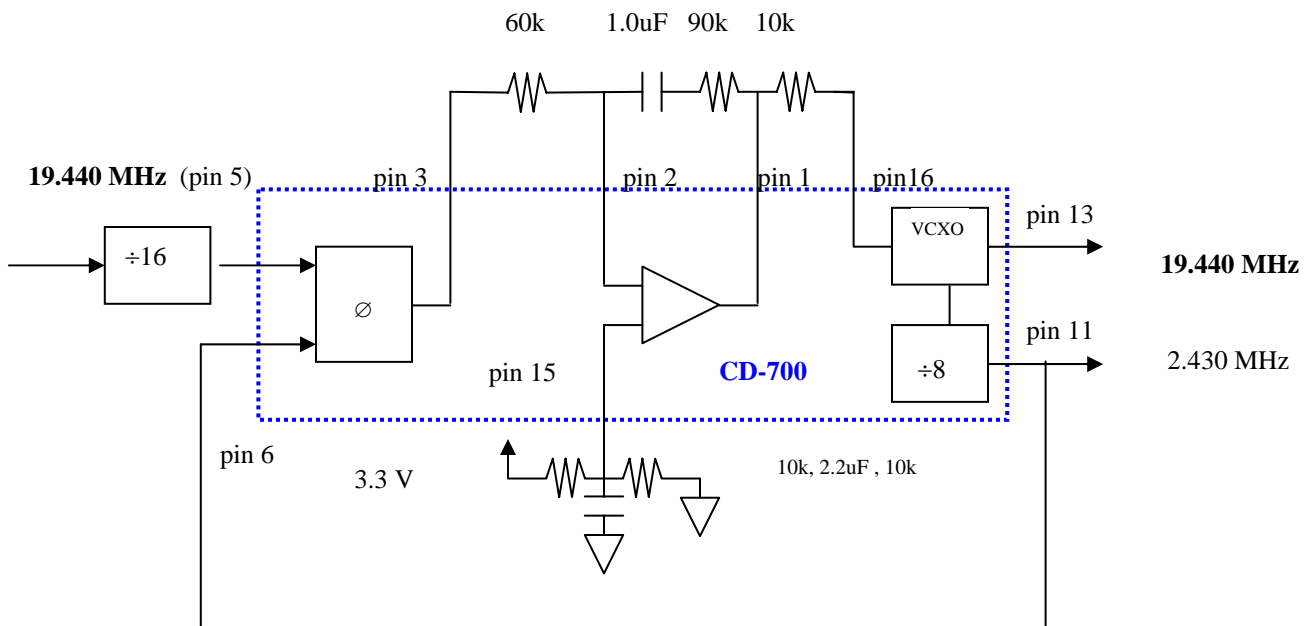 60k 1.0uF 90k 10k
19.440 MHz (pin 5)
pin 3
pin 2
pin 1
pin16
÷16
∅
VCXO
pin 13
19.440 MHz
÷8
pin 11
2.430 MHz
pin 15
CD-700
pin 6
3.3 V
10k, 2.2uF , 10k